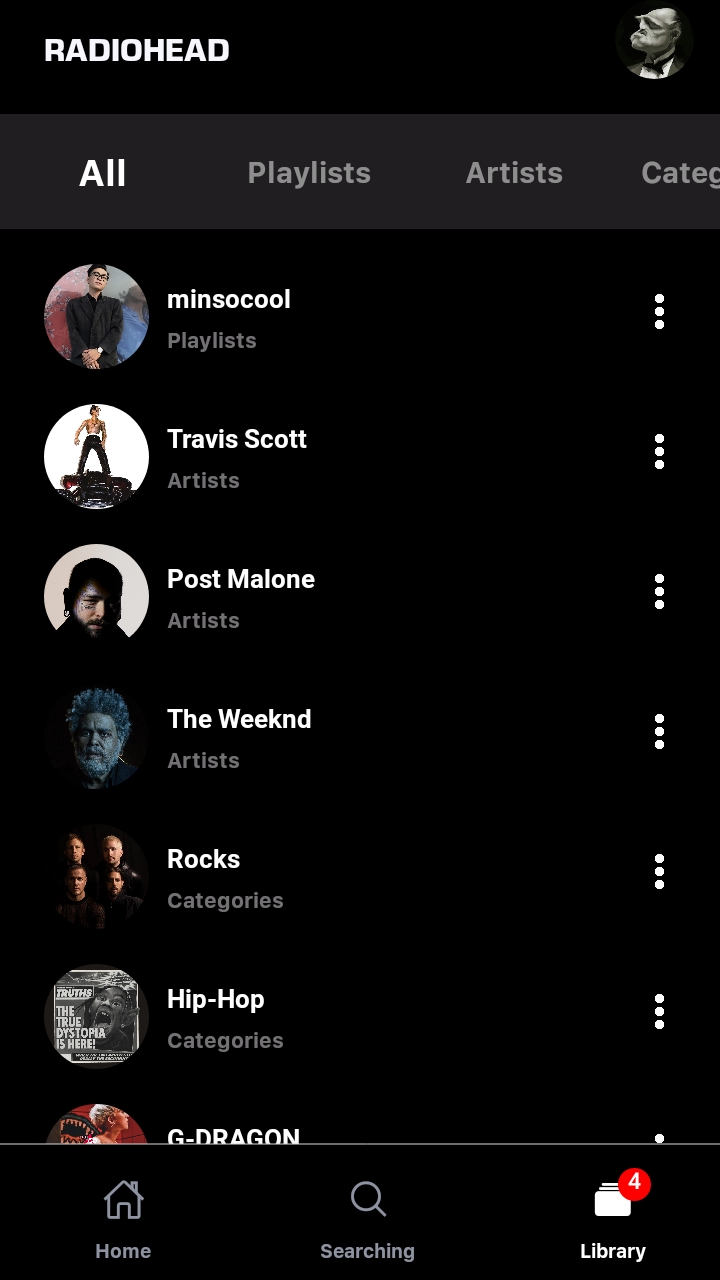 RADIOHEAD
All Playlists Artists Categ
minsocool
Playlists
Travis Scott
Artists
Post Malone
Artists
The Weeknd
Artists
Rocks
Categories
TRUTHS
THE
TRUE
DYSTOPIA
IS HERE!
Hip-Hop
Categories
G-DRAGON
4
Home Searching Library